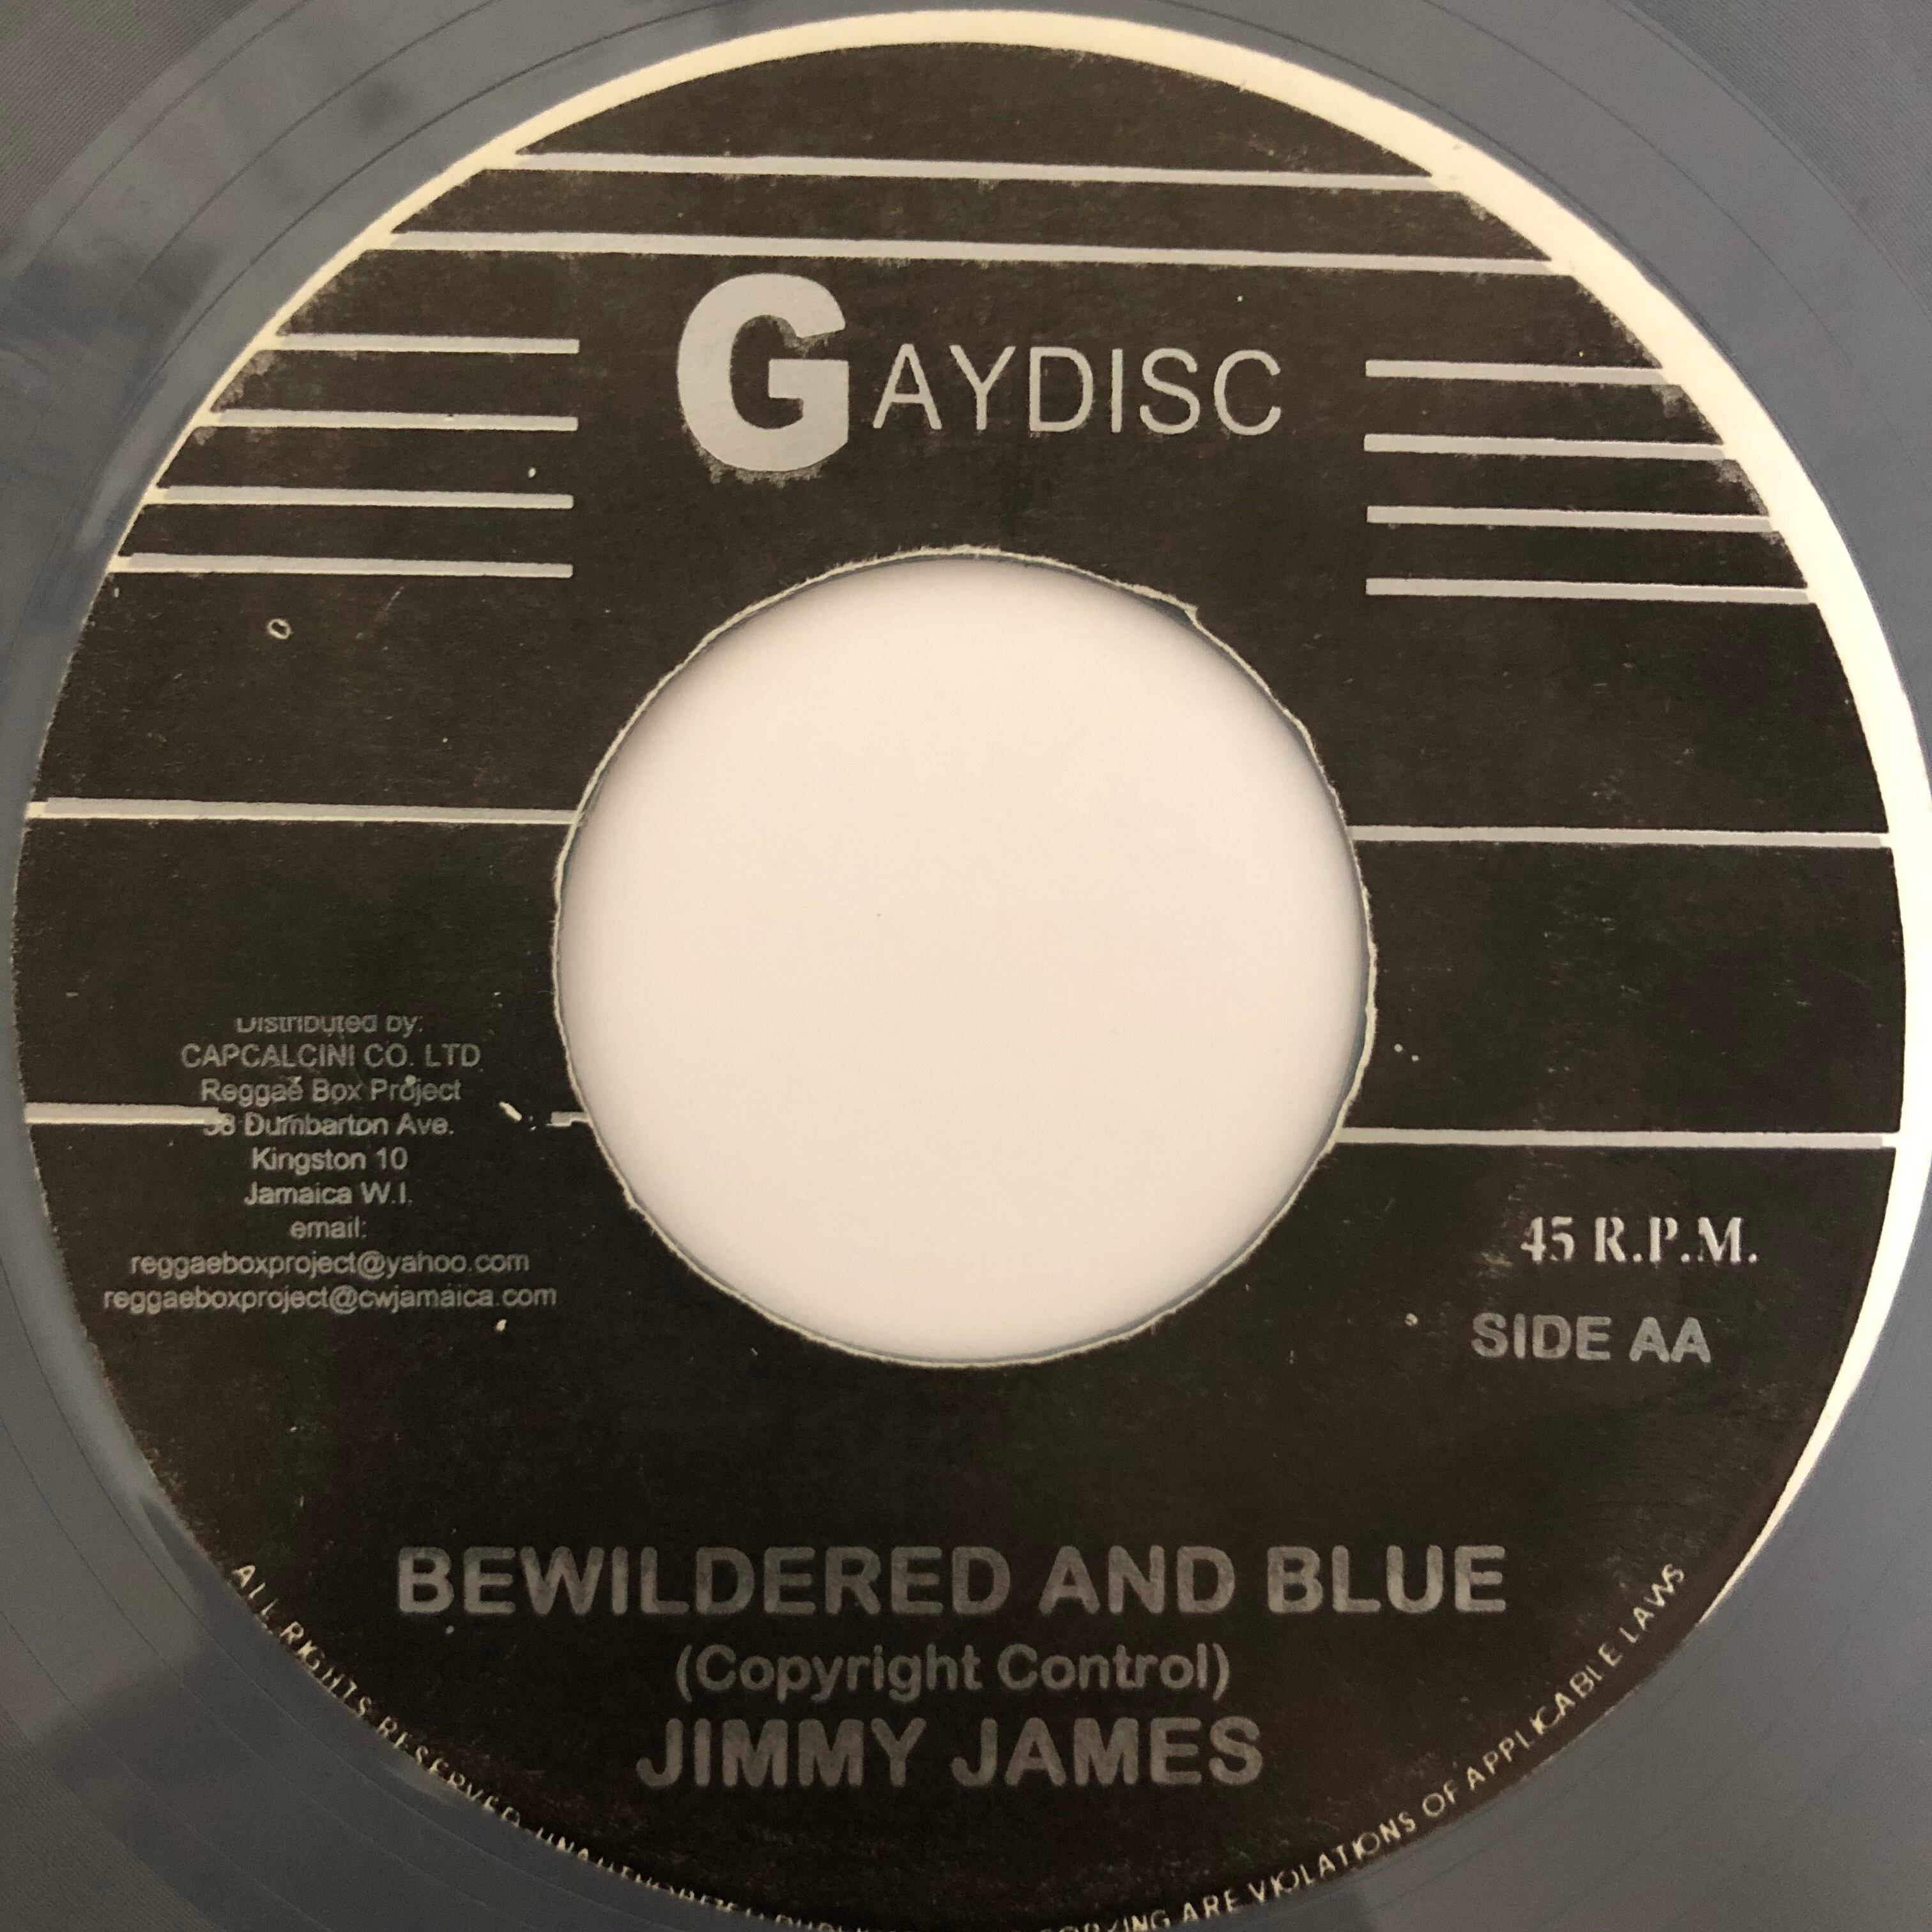 GAYDISC
Distributed by:
CAPCALCINI CO. LTD
Reggae Box Project
38 Dumbarton Ave.
Kingston 10
Jamaica W.I.
email:
reggaeboxproject@yahoo.com
reggaeboxproject@cwjamaica.com
45 R.P.M.
SIDE AA
BEWILDERED AND BLUE
(Copyright Control)
JIMMY JAMES
ALL RIGHTS RESERVED. UNAUTHORIZED ARE VIOLATIONS OF APPLICABLE LAWS